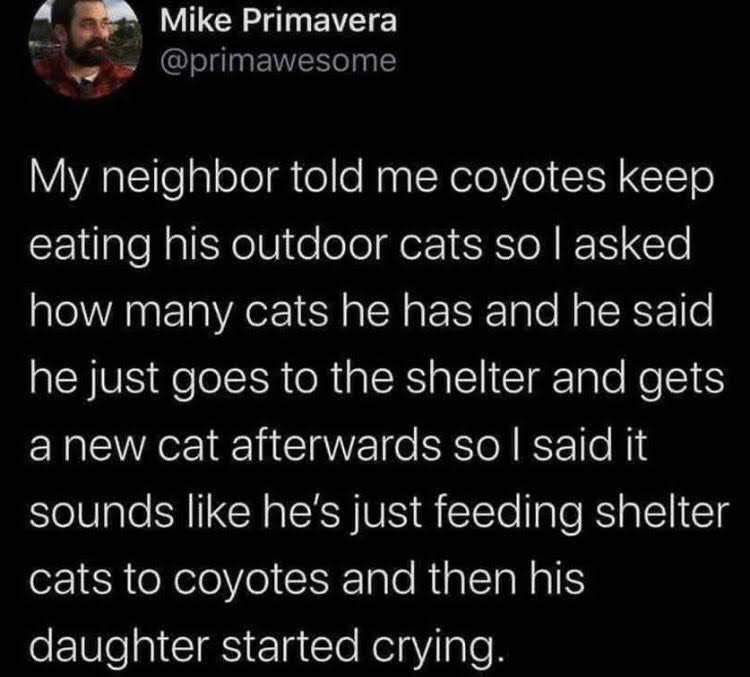 Mike Primavera
@primawesome
My neighbor told me coyotes keep
eating his outdoor cats so I asked
how many cats he has and he said
he just goes to the shelter and gets
a new cat afterwards so I said it
sounds like he's just feeding shelter
cats to coyotes and then his
daughter started crying.